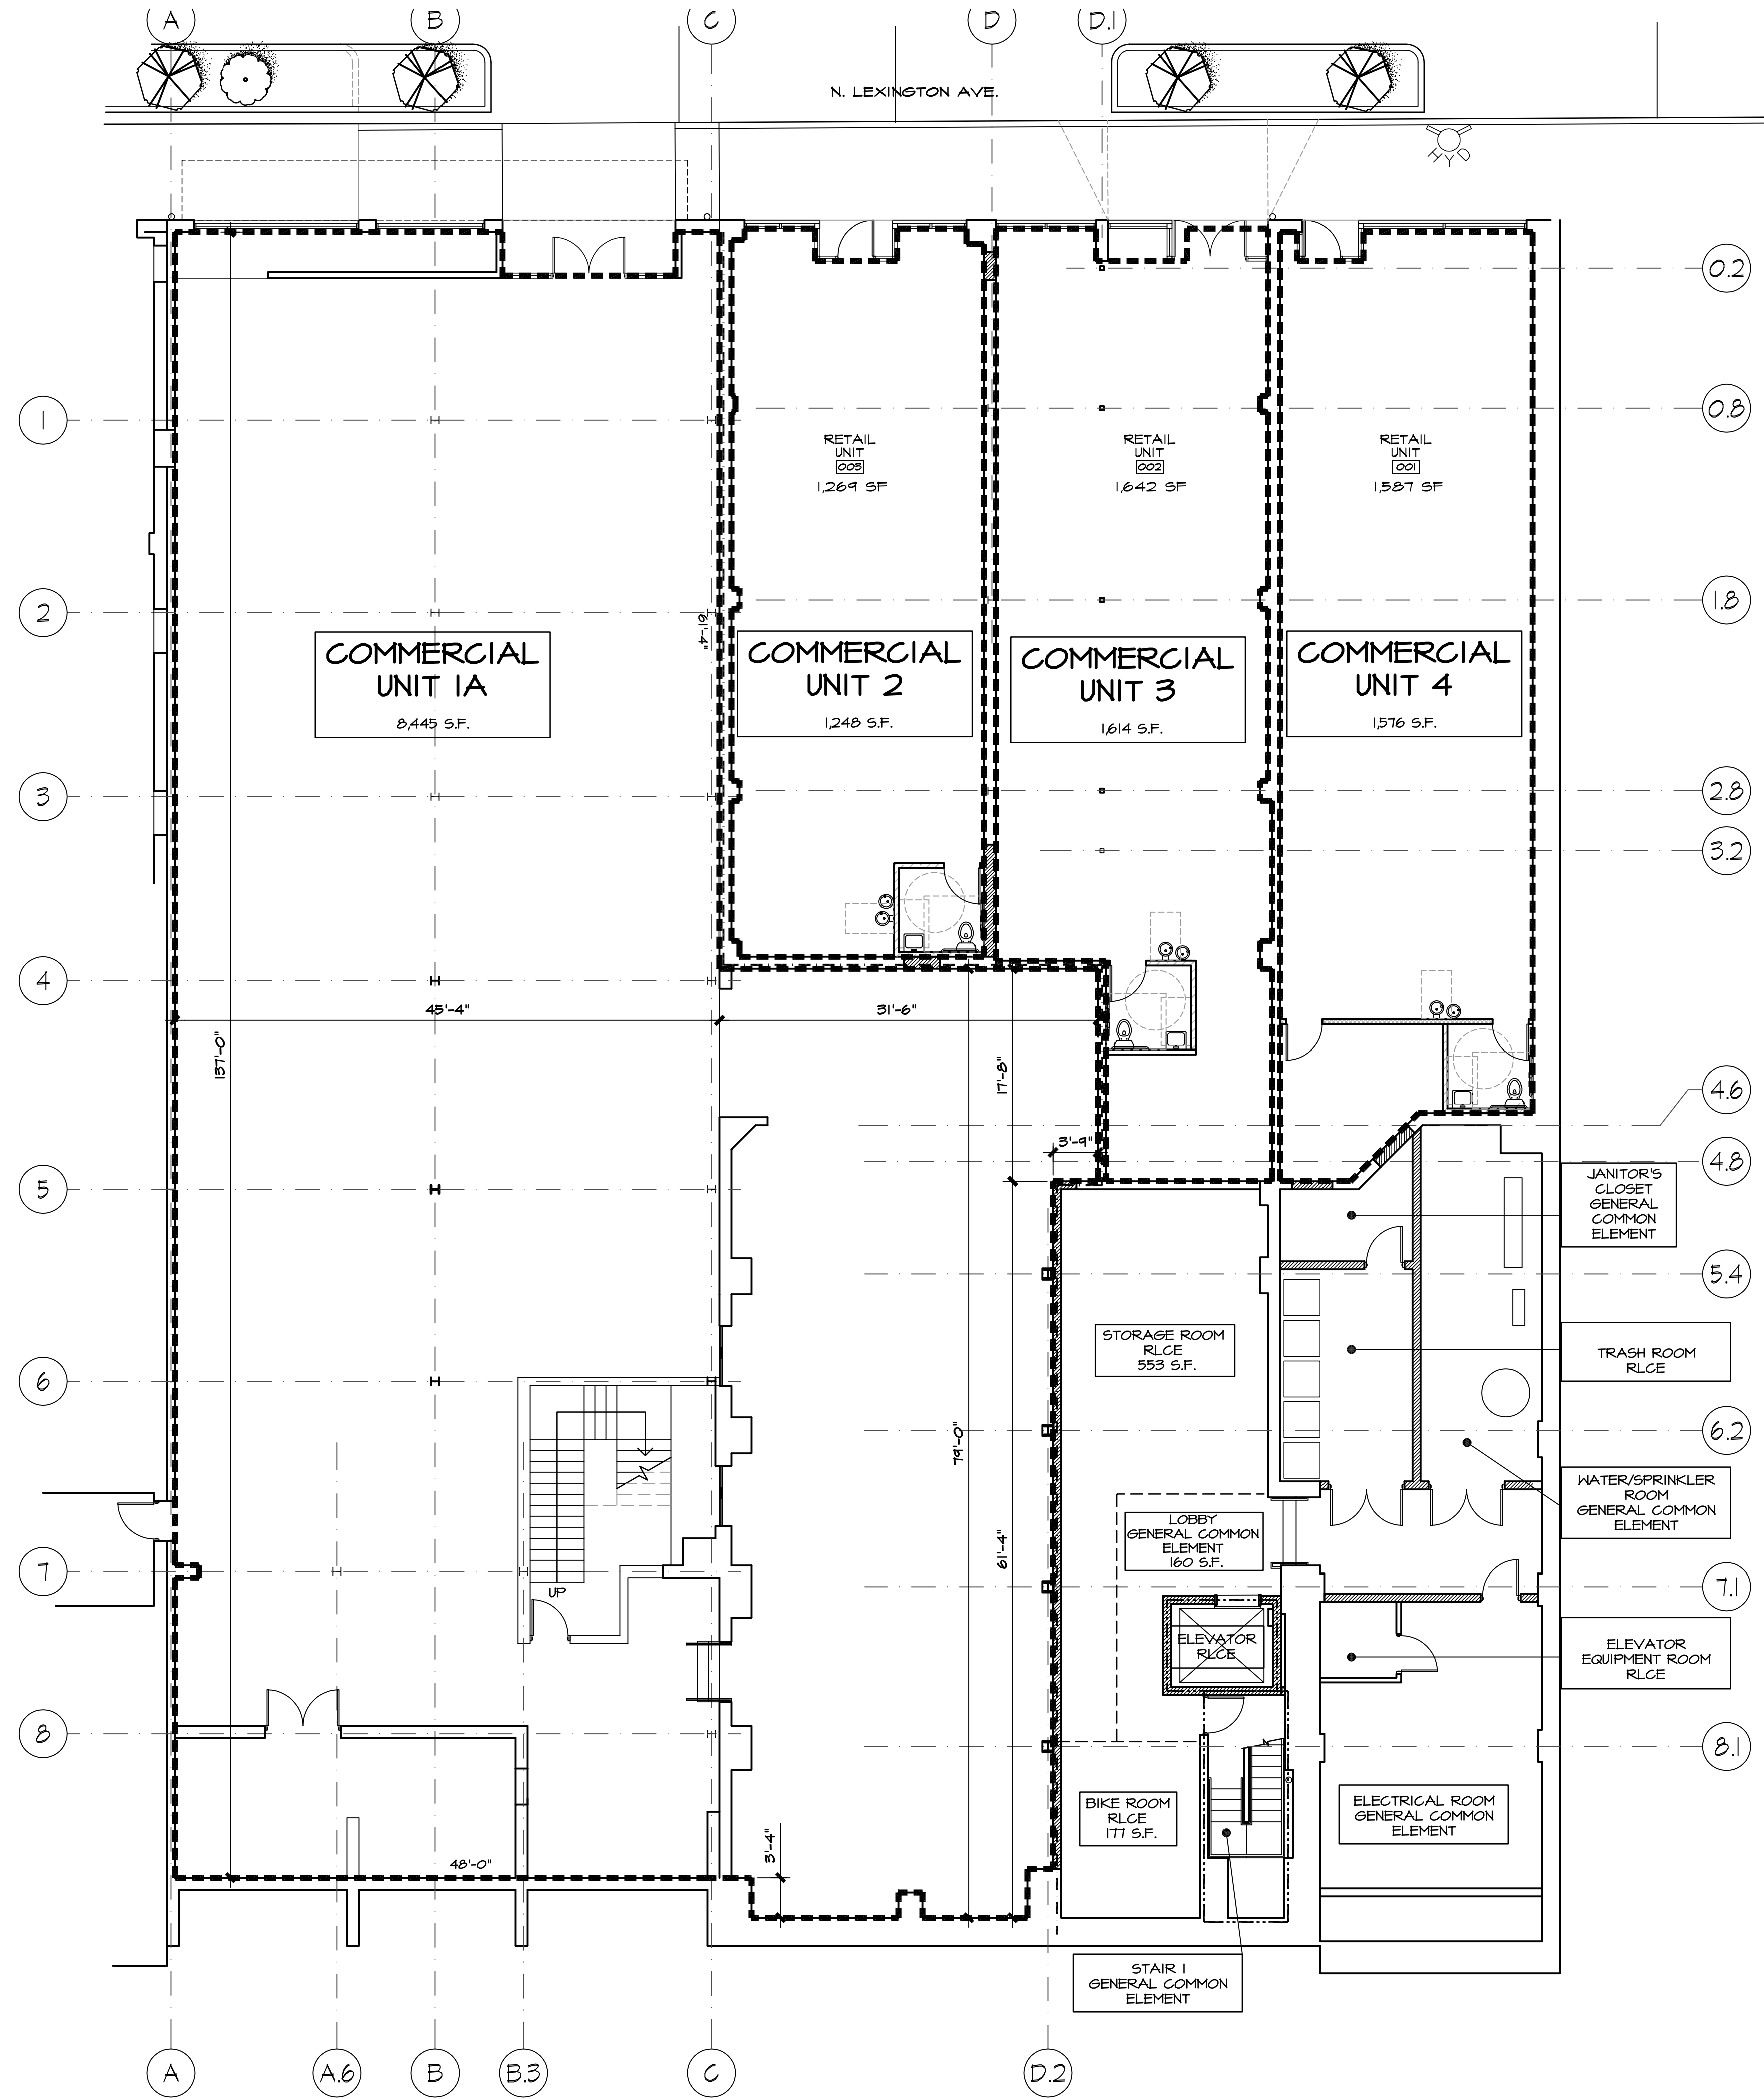 A
B
C
D
D.1
N. LEXINGTON AVE.
HYD
0.2
1
0.8
RETAIL
UNIT
003
1,269 SF
RETAIL
UNIT
002
1,642 SF
RETAIL
UNIT
001
1,587 SF
2
1.8
61'-4"
COMMERCIAL
UNIT 1A
8,445 S.F.
COMMERCIAL
UNIT 2
1,248 S.F.
COMMERCIAL
UNIT 3
1,614 S.F.
COMMERCIAL
UNIT 4
1,576 S.F.
3
2.8
3.2
4
45'-4"
31'-6"
137'-0"
17'-8"
4.6
3'-9"
4.8
5
JANITOR'S
CLOSET
GENERAL
COMMON
ELEMENT
5.4
STORAGE ROOM
RLCE
553 S.F.
TRASH ROOM
RLCE
6
6.2
79'-0"
WATER/SPRINKLER
ROOM
GENERAL COMMON
ELEMENT
LOBBY
GENERAL COMMON
ELEMENT
160 S.F.
61'-4"
7
UP
7.1
ELEVATOR
RLCE
ELEVATOR
EQUIPMENT ROOM
RLCE
8
8.1
BIKE ROOM
RLCE
177 S.F.
ELECTRICAL ROOM
GENERAL COMMON
ELEMENT
3'-4"
48'-0"
STAIR 1
GENERAL COMMON
ELEMENT
A
A.6
B
B.3
C
D.2